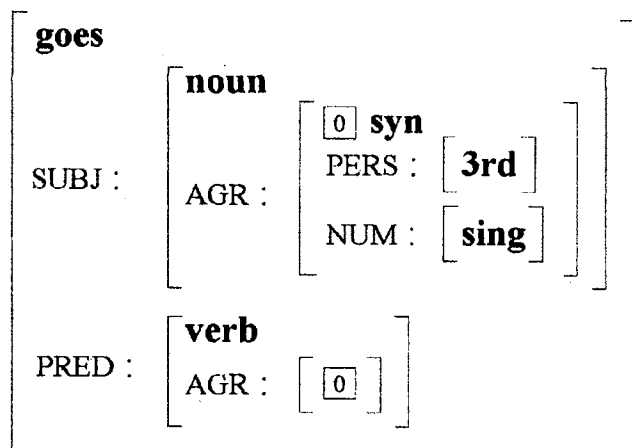 goes
noun
0 syn
SUBJ : AGR : PERS : 3rd
NUM : sing
verb
PRED : AGR : 0